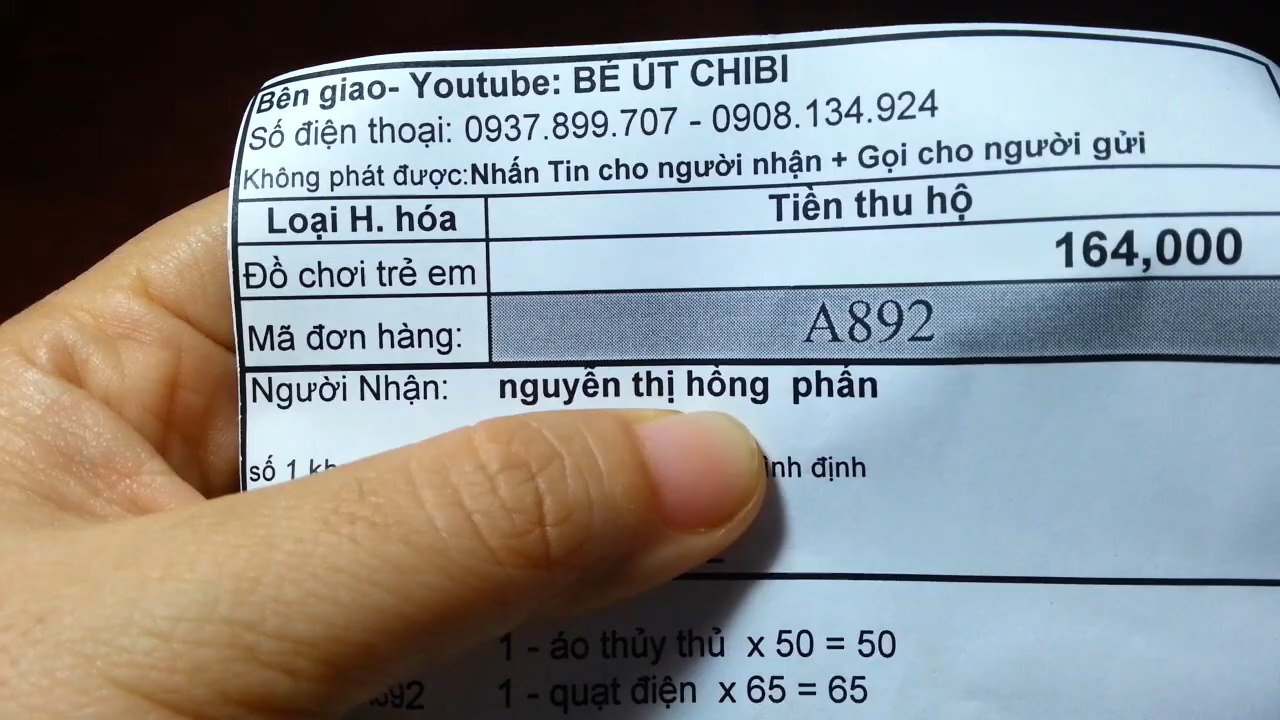 Bên giao- Youtube: BÉ ÚT CHIBI
Số điện thoại: 0937.899.707 - 0908.134.924
Không phát được:Nhấn Tin cho người nhận + Gọi cho người gửi
Loại H. hóa Tiền thu hộ
Đồ chơi trẻ em 164,000
Mã đơn hàng: A892
Người Nhận: nguyễn thị hồng phấn
số 1 định
1 - áo thủy thủ x 50 = 50
1 - quạt điện x 65 = 65